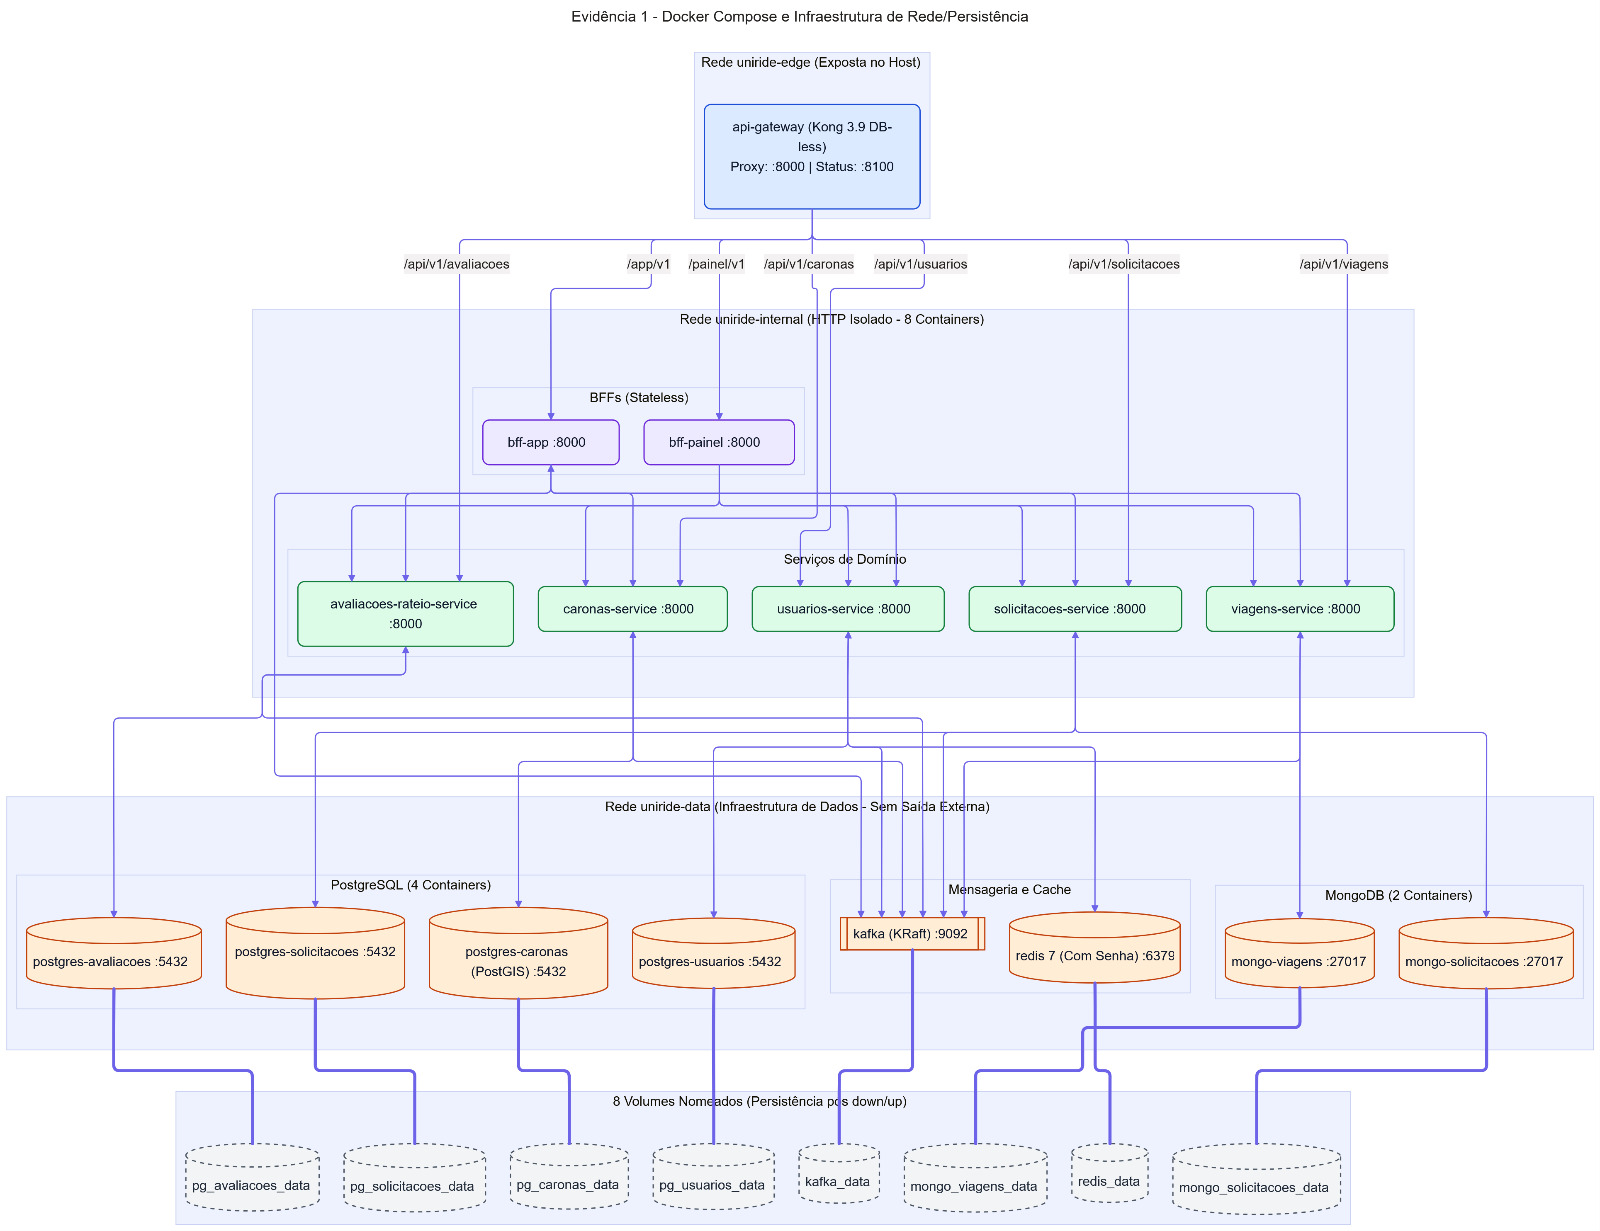 Evidência 1 - Docker Compose e Infraestrutura de Rede/Persistência
Rede uniride-edge (Exposta no Host)
api-gateway (Kong 3.9 DB-
less)
Proxy: :8000 | Status: :8100
/api/v1/avaliacoes
/app/v1
/painel/v1
/api/v1/caronas
/api/v1/usuarios
/api/v1/solicitacoes
/api/v1/viagens
Rede uniride-internal (HTTP Isolado - 8 Containers)
BFFs (Stateless)
bff-app :8000
bff-painel :8000
Serviços de Domínio
avaliacoes-rateio-service
:8000
caronas-service :8000
usuarios-service :8000
solicitacoes-service :8000
viagens-service :8000
Rede uniride-data (Infraestrutura de Dados - Sem Saída Externa)
PostgreSQL (4 Containers)
Mensageria e Cache
MongoDB (2 Containers)
postgres-avaliacoes :5432
postgres-solicitacoes :5432
postgres-caronas
(PostGIS) :5432
postgres-usuarios :5432
kafka (KRaft) :9092
redis 7 (Com Senha) :6379
mongo-viagens :27017
mongo-solicitacoes :27017
8 Volumes Nomeados (Persistência pós down/up)
pg_avaliacoes_data
pg_solicitacoes_data
pg_caronas_data
pg_usuarios_data
kafka_data
mongo_viagens_data
redis_data
mongo_solicitacoes_data